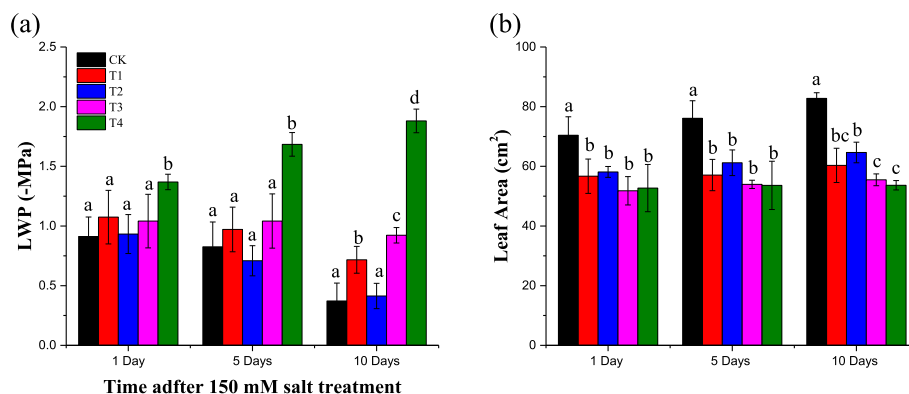 (a)
(b)
2.5
2.0
1.5
1.0
0.5
0.0
LWP (-MPa)
CK
T1
T2
T3
T4
a a a a b
a a a a b
a b a c d
1 Day 5 Days 10 Days
Time adfter 150 mM salt treatment
100
80
60
40
20
0
Leaf Area (cm²)
a b b b b
a b b b b
a bc b c c
1 Day 5 Days 10 Days